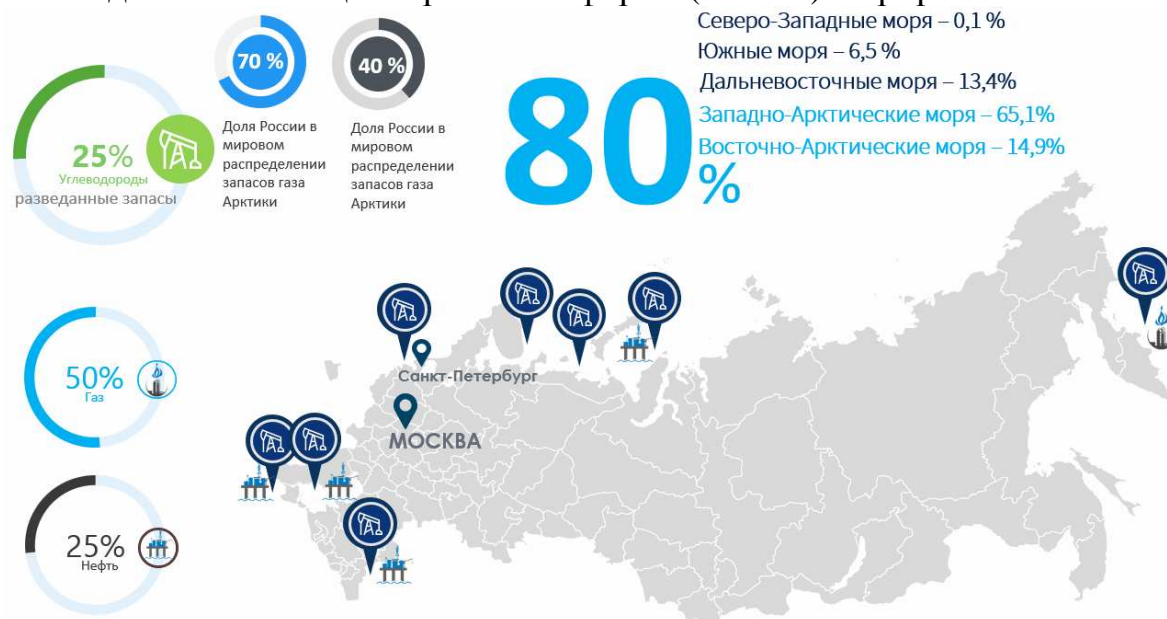 25%
Углеводороды
разведанные запасы
70 %
Доля России в
мировом
распределении
запасов газа
Арктики
40 %
Доля России в
мировом
распределении
запасов газа
Арктики
80
%
Северо-Западные моря – 0,1 %
Южные моря – 6,5 %
Дальневосточные моря – 13,4%
Западно-Арктические моря – 65,1%
Восточно-Арктические моря – 14,9%
50%
Газ
25%
Нефть
Санкт-Петербург
МОСКВА